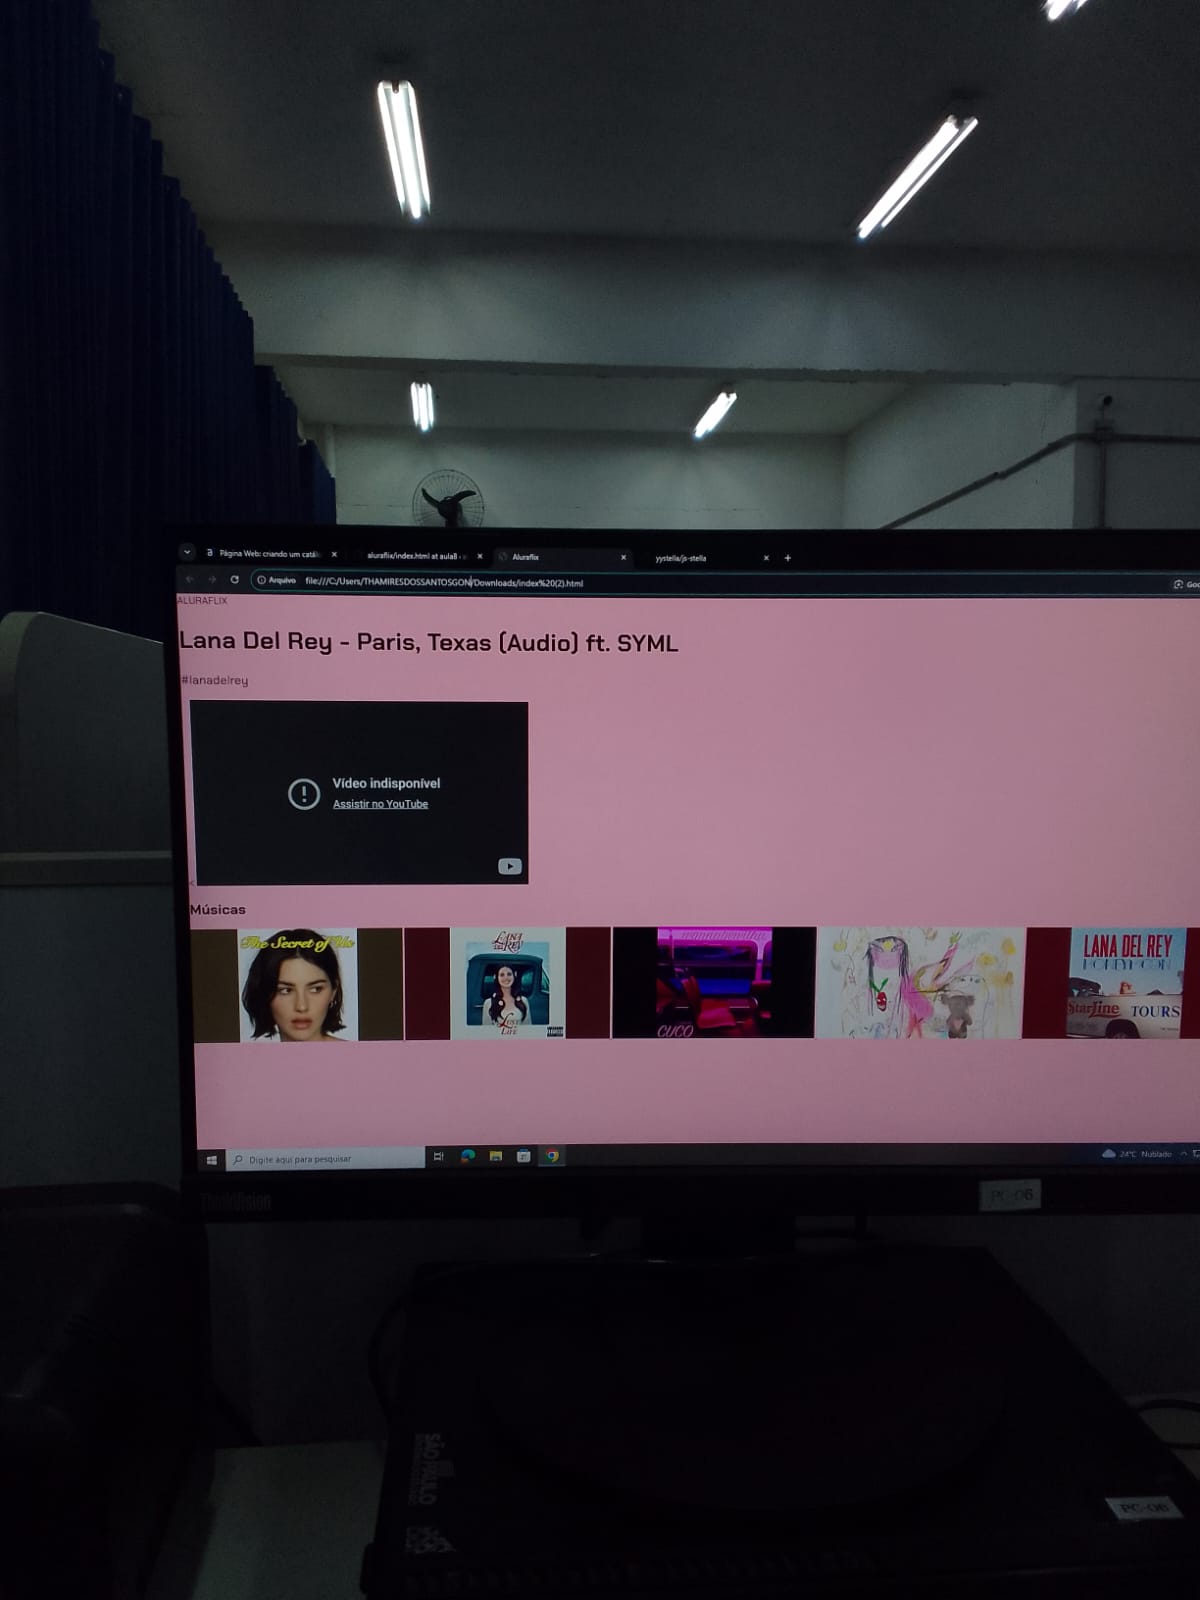 Página Web: criando um catál
aluraflix/index.html at aula8
Aluraflix
yystella/js-stella
Arquivo
file:///C:/Users/THAMIRESDOSSANTOSGON/Downloads/index%20(2).html
Goo
ALURAFLIX
Lana Del Rey - Paris, Texas (Audio) ft. SYML
#lanadelrey
Vídeo indisponível
Assistir no YouTube
<
Músicas
The Secret of Us
LANA
DEL REY
LUST
LIFE
CUCO
LANA DEL REY
HONEYMOON
StarLine TOURS
Digite aqui para pesquisar
24°C Nublado
ThinkVision
PC-06
SÃO PAULO
PC-06